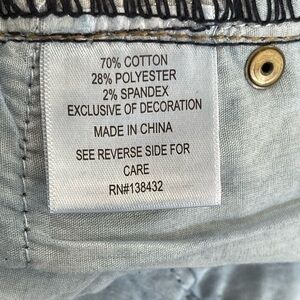 70% COTTON
28% POLYESTER
2% SPANDEX
EXCLUSIVE OF DECORATION
MADE IN CHINA
SEE REVERSE SIDE FOR
CARE
RN#138432